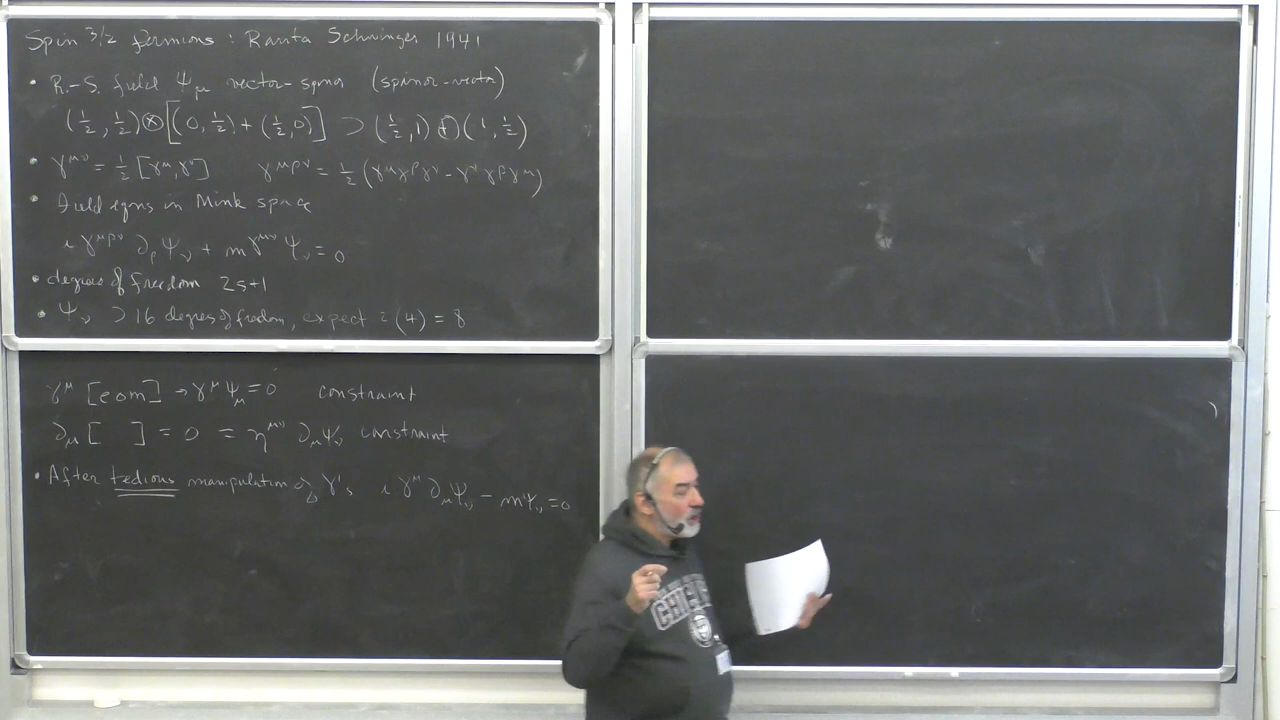 Spin 3/2 fermions : Rarita Schwinger 1941
• R.-S. field Ψ_μ vector-spinor (spinor-vector)
(1/2, 1/2) ⊗ [(0, 1/2) + (1/2, 0)] ⊃ (1/2, 1) ⊕ (1, 1/2)
• γ^{μν} = 1/2 [γ^μ, γ^ν] γ^{μρν} = 1/2 (γ^μ γ^ρ γ^ν - γ^ν γ^ρ γ^μ)
• Field eqns in Mink space
i γ^{μρν} ∂_ρ Ψ_ν + m γ^{μν} Ψ_ν = 0
• degrees of freedom 2s+1
• Ψ_ν ⊃ 16 degrees of freedom, expect 2(4) = 8
γ^μ [eom] → γ^μ Ψ_μ = 0 constraint
∂_μ [ ] = 0 = η^{μν} ∂_μ Ψ_ν constraint
• After tedious manipulation of γ's i γ^μ ∂_μ Ψ_ν - m Ψ_ν = 0